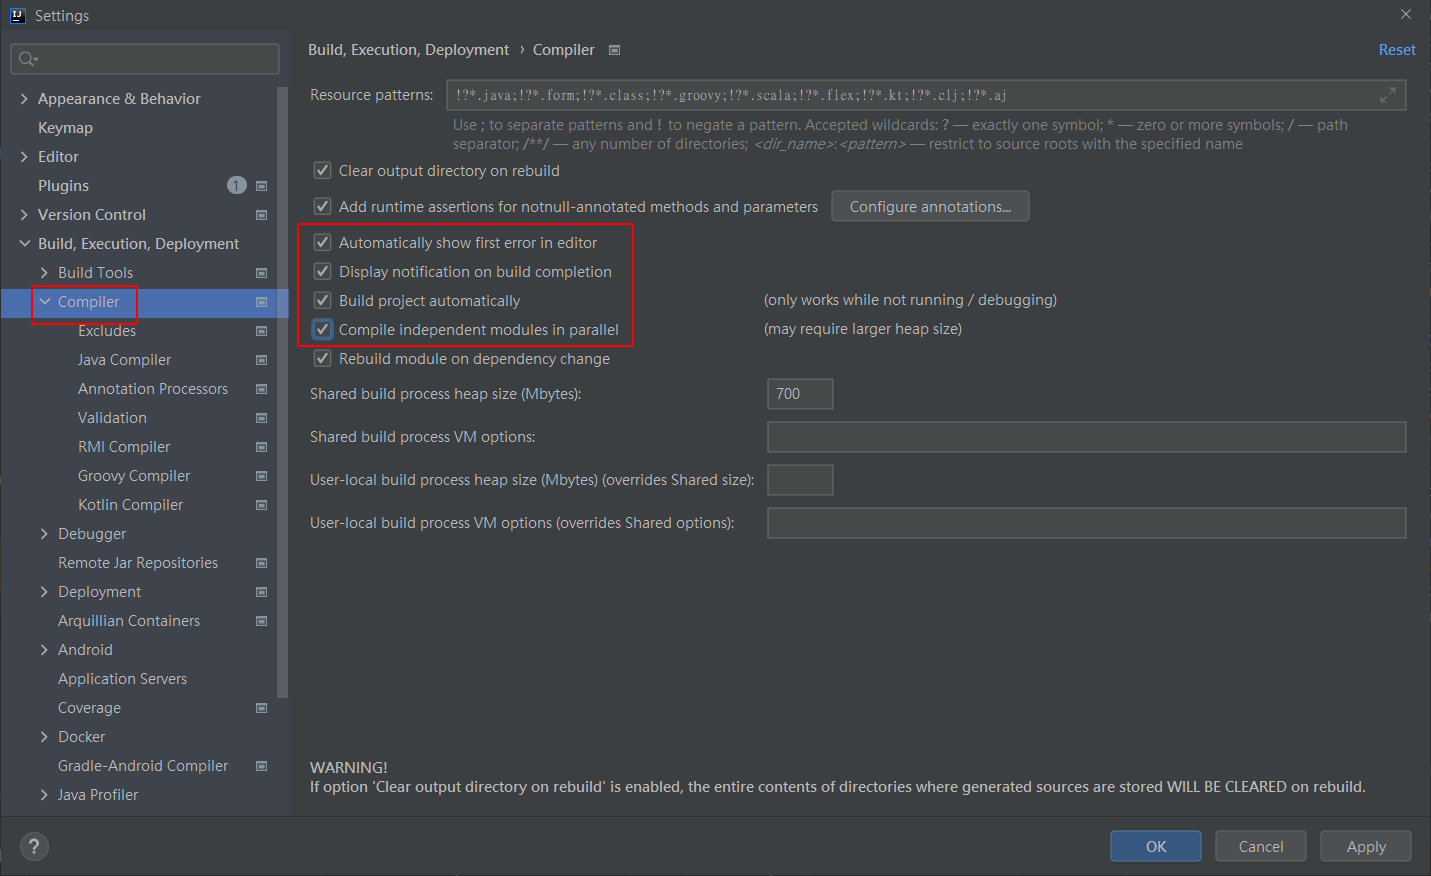 Settings
Build, Execution, Deployment › Compiler
Reset
Appearance & Behavior
Keymap
Editor
Plugins 1
Version Control
Build, Execution, Deployment
Build Tools
Compiler
Excludes
Java Compiler
Annotation Processors
Validation
RMI Compiler
Groovy Compiler
Kotlin Compiler
Debugger
Remote Jar Repositories
Deployment
Arquillian Containers
Android
Application Servers
Coverage
Docker
Gradle-Android Compiler
Java Profiler
Resource patterns: !?*.java;!?*.form;!?*.class;!?*.groovy;!?*.scala;!?*.flex;!?*.kt;!?*.clj;!?*.aj
Use ; to separate patterns and ! to negate a pattern. Accepted wildcards: ? — exactly one symbol; * — zero or more symbols; / — path
separator; /**/ — any number of directories; <dir_name>:<pattern> — restrict to source roots with the specified name
Clear output directory on rebuild
Add runtime assertions for notnull-annotated methods and parameters Configure annotations...
Automatically show first error in editor
Display notification on build completion
Build project automatically (only works while not running / debugging)
Compile independent modules in parallel (may require larger heap size)
Rebuild module on dependency change
Shared build process heap size (Mbytes): 700
Shared build process VM options:
User-local build process heap size (Mbytes) (overrides Shared size):
User-local build process VM options (overrides Shared options):
WARNING!
If option 'Clear output directory on rebuild' is enabled, the entire contents of directories where generated sources are stored WILL BE CLEARED on rebuild.
? OK Cancel Apply